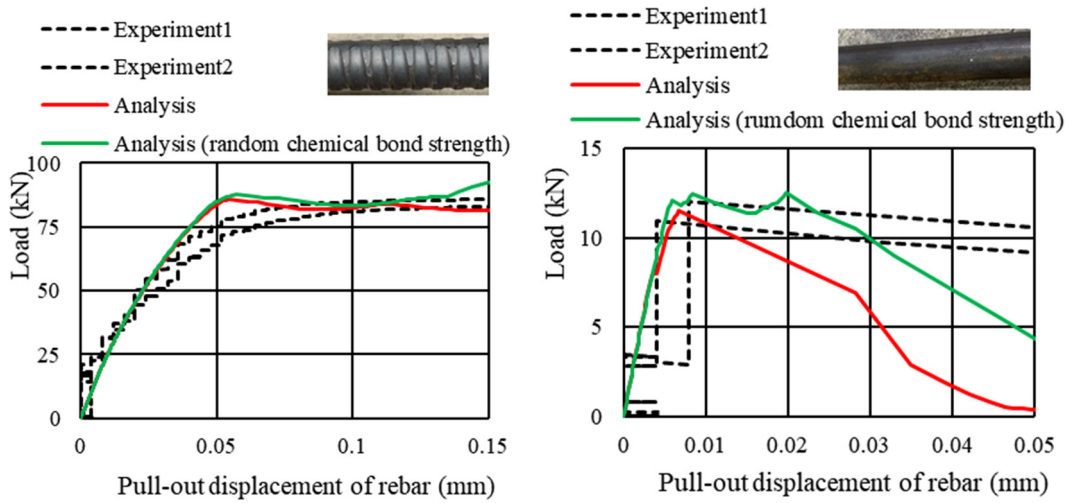 Experiment1
Experiment2
Analysis
Analysis (random chemical bond strength)
100
75
50
25
0
Load (kN)
0
0.05
0.1
0.15
Pull-out displacement of rebar (mm)
Experiment1
Experiment2
Analysis
Analysis (rumdom chemical bond strength)
15
10
5
0
Load (kN)
0
0.01
0.02
0.03
0.04
0.05
Pull-out displacement of rebar (mm)